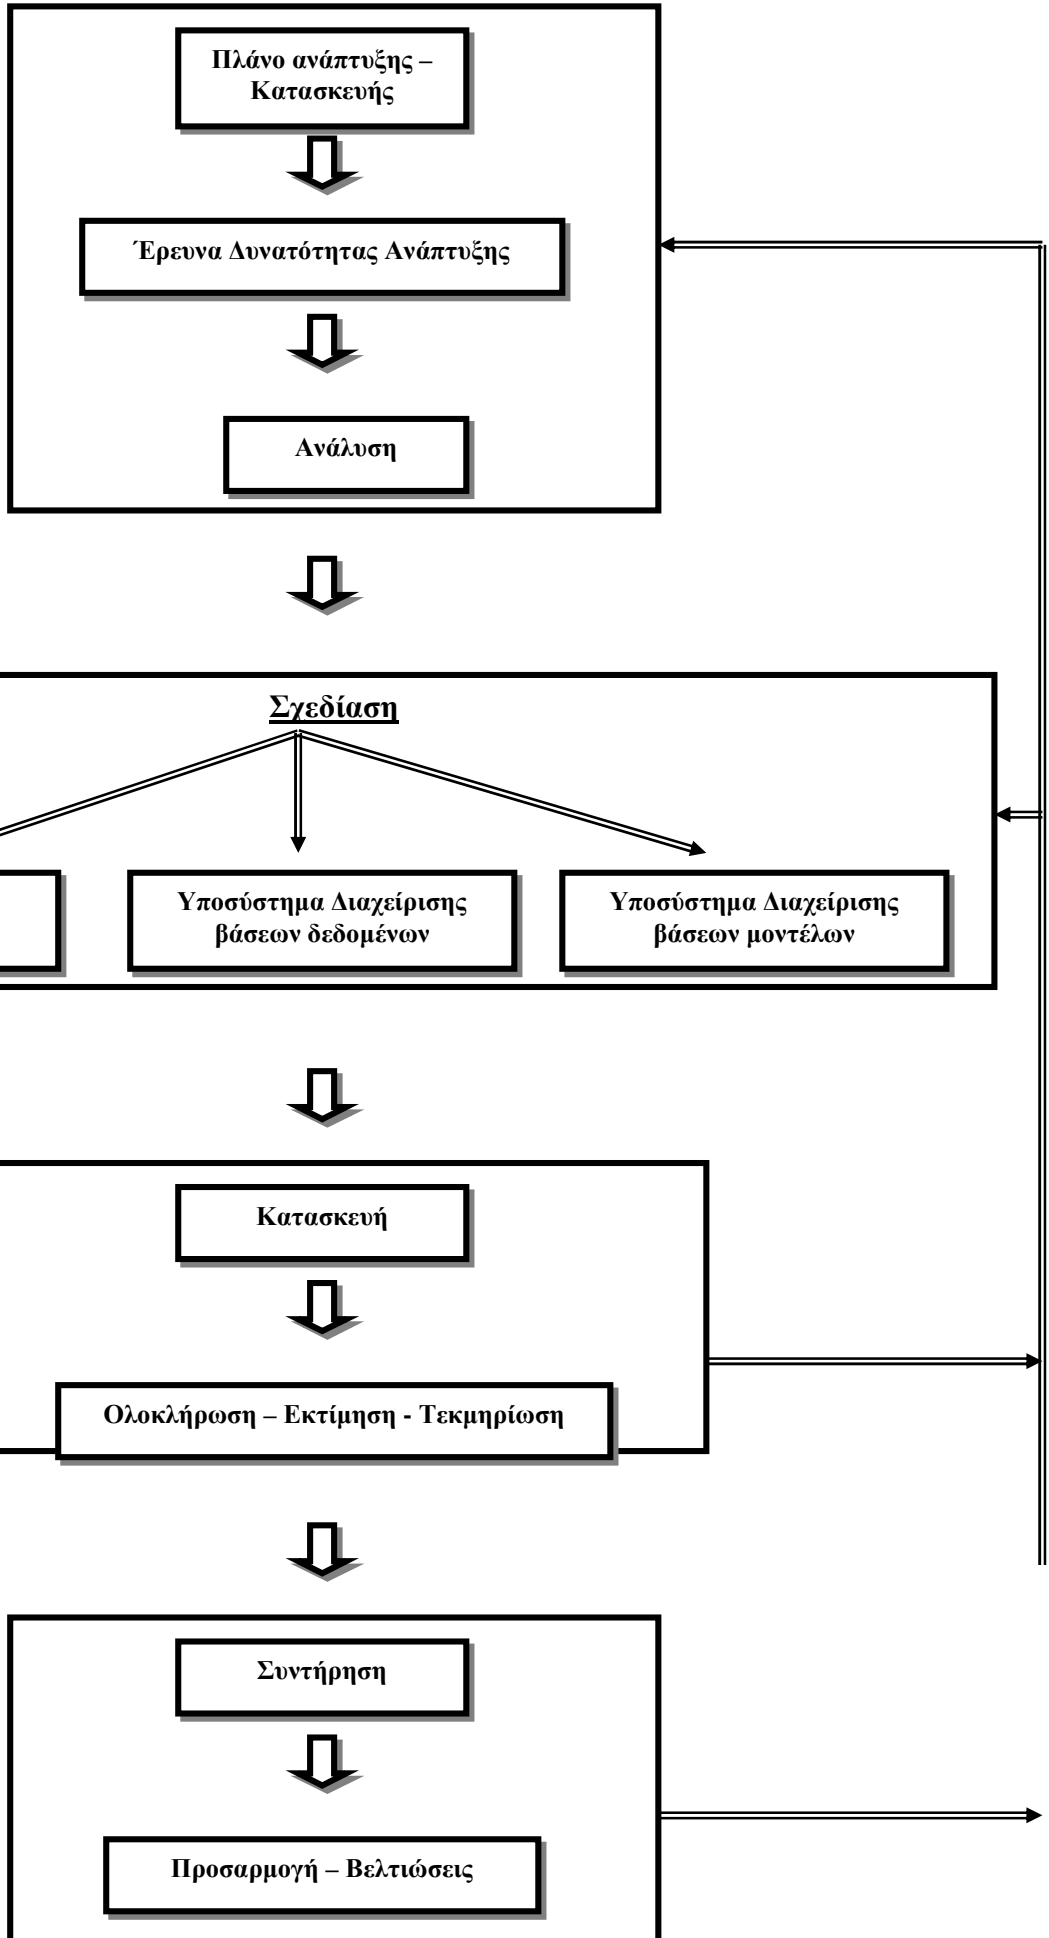 Πλάνο ανάπτυξης –
Κατασκευής
Έρευνα Δυνατότητας Ανάπτυξης
Ανάλυση
Σχεδίαση
Υποσύστημα Διαχείρισης
βάσεων δεδομένων
Υποσύστημα Διαχείρισης
βάσεων μοντέλων
Κατασκευή
Ολοκλήρωση – Εκτίμηση - Τεκμηρίωση
Συντήρηση
Προσαρμογή – Βελτιώσεις